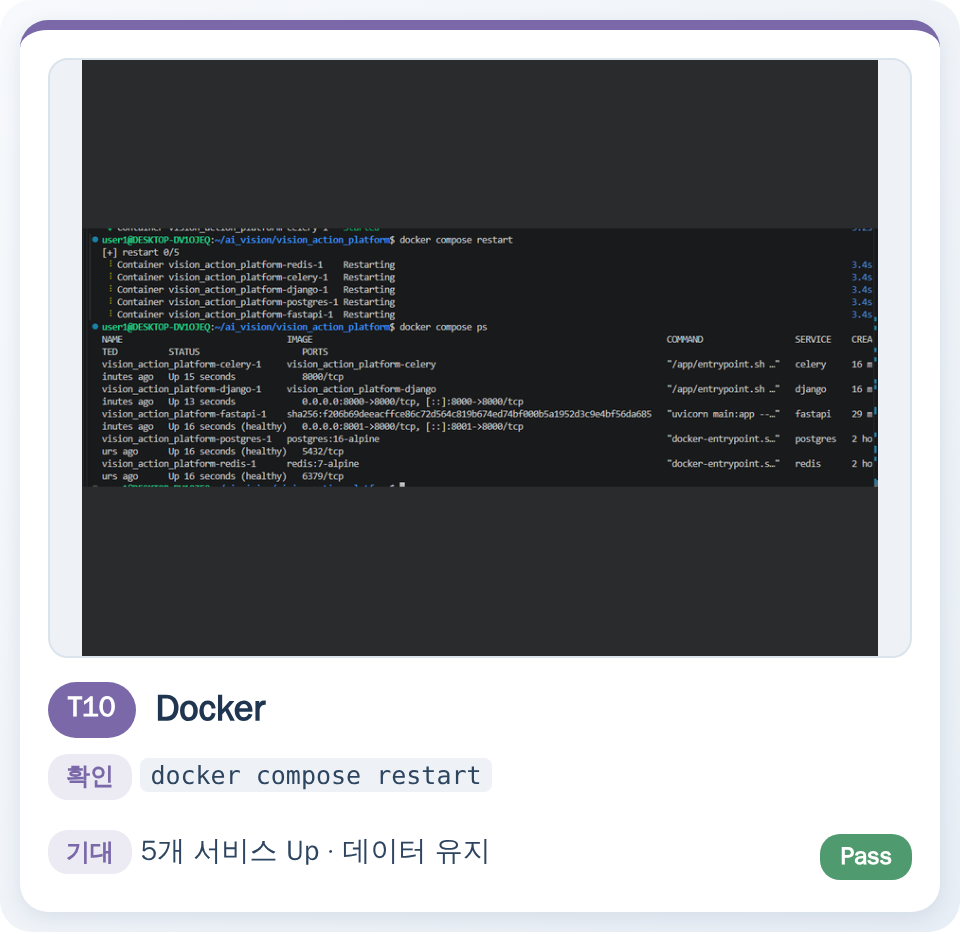 user1@DESKTOP-DV1OJEQ:~/ai_vision/vision_action_platform$ docker compose restart
[+] restart 0/5
⠇Container vision_action_platform-redis-1 Restarting 3.4s
⠇Container vision_action_platform-celery-1 Restarting 3.4s
⠇Container vision_action_platform-django-1 Restarting 3.4s
⠇Container vision_action_platform-postgres-1 Restarting 3.4s
⠇Container vision_action_platform-fastapi-1 Restarting 3.4s
user1@DESKTOP-DV1OJEQ:~/ai_vision/vision_action_platform$ docker compose ps
NAME IMAGE COMMAND SERVICE CREA
TED STATUS PORTS
vision_action_platform-celery-1 vision_action_platform-celery "/app/entrypoint.sh …" celery 16 m
inutes ago Up 15 seconds 8000/tcp
vision_action_platform-django-1 vision_action_platform-django "/app/entrypoint.sh …" django 16 m
inutes ago Up 13 seconds 0.0.0.0:8000->8000/tcp, [::]:8000->8000/tcp
vision_action_platform-fastapi-1 sha256:f206b69deeacffce86c72d564c819b674ed74bf000b5a1952d3c9e4bf56da685 "uvicorn main:app --…" fastapi 29 m
inutes ago Up 16 seconds (healthy) 0.0.0.0:8001->8001/tcp, [::]:8001->8001/tcp
vision_action_platform-postgres-1 postgres:16-alpine "docker-entrypoint.s…" postgres 2 ho
urs ago Up 16 seconds (healthy) 5432/tcp
vision_action_platform-redis-1 redis:7-alpine "docker-entrypoint.s…" redis 2 ho
urs ago Up 16 seconds (healthy) 6379/tcp
T10 Docker
확인 docker compose restart
기대 5개 서비스 Up · 데이터 유지
Pass